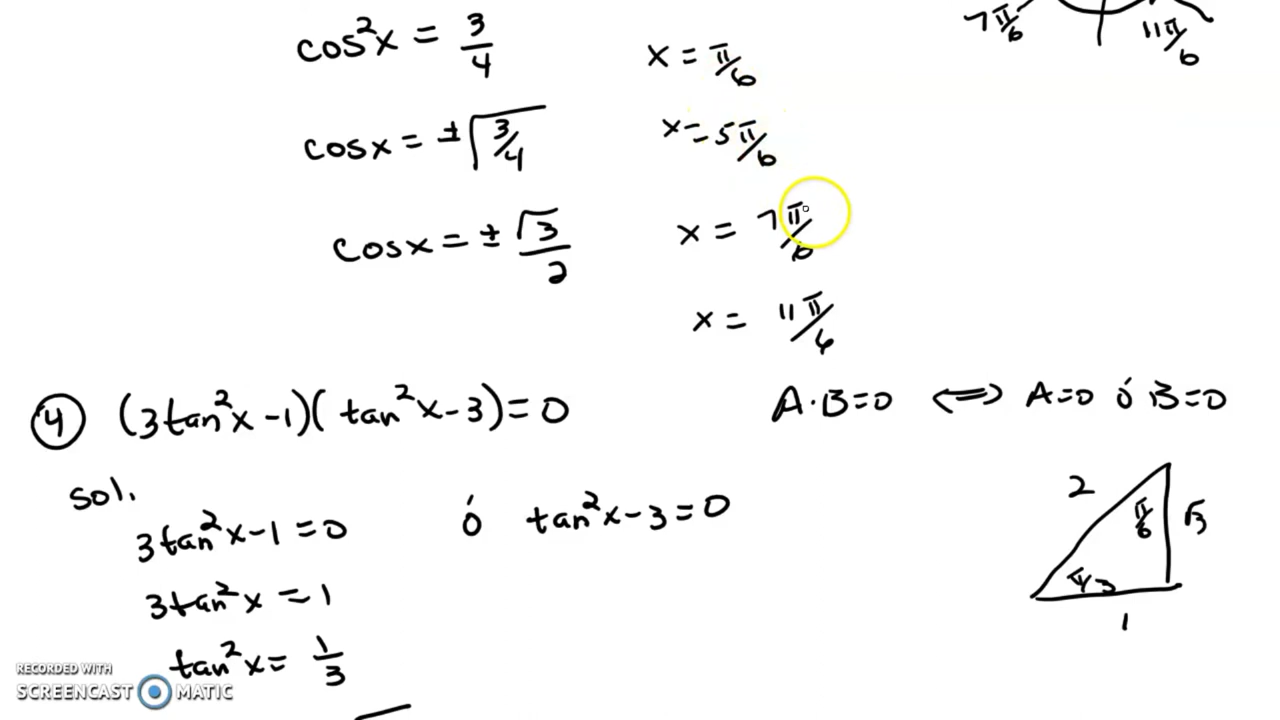 cos²x = 3/4
cosx = ±√3/4
cosx = ±√3/2
x = π/6
x = 5π/6
x = 7π/6
x = 11π/6
7π/6
11π/6
4 (3tan²x-1)(tan²x-3)=0
A·B=0 ⟺ A=0 ó B=0
sol.
3tan²x-1=0 ó tan²x-3=0
3tan²x = 1
tan²x = 1/3
2
π/6
√3
π/3
1
RECORDED WITH
SCREENCAST MATIC